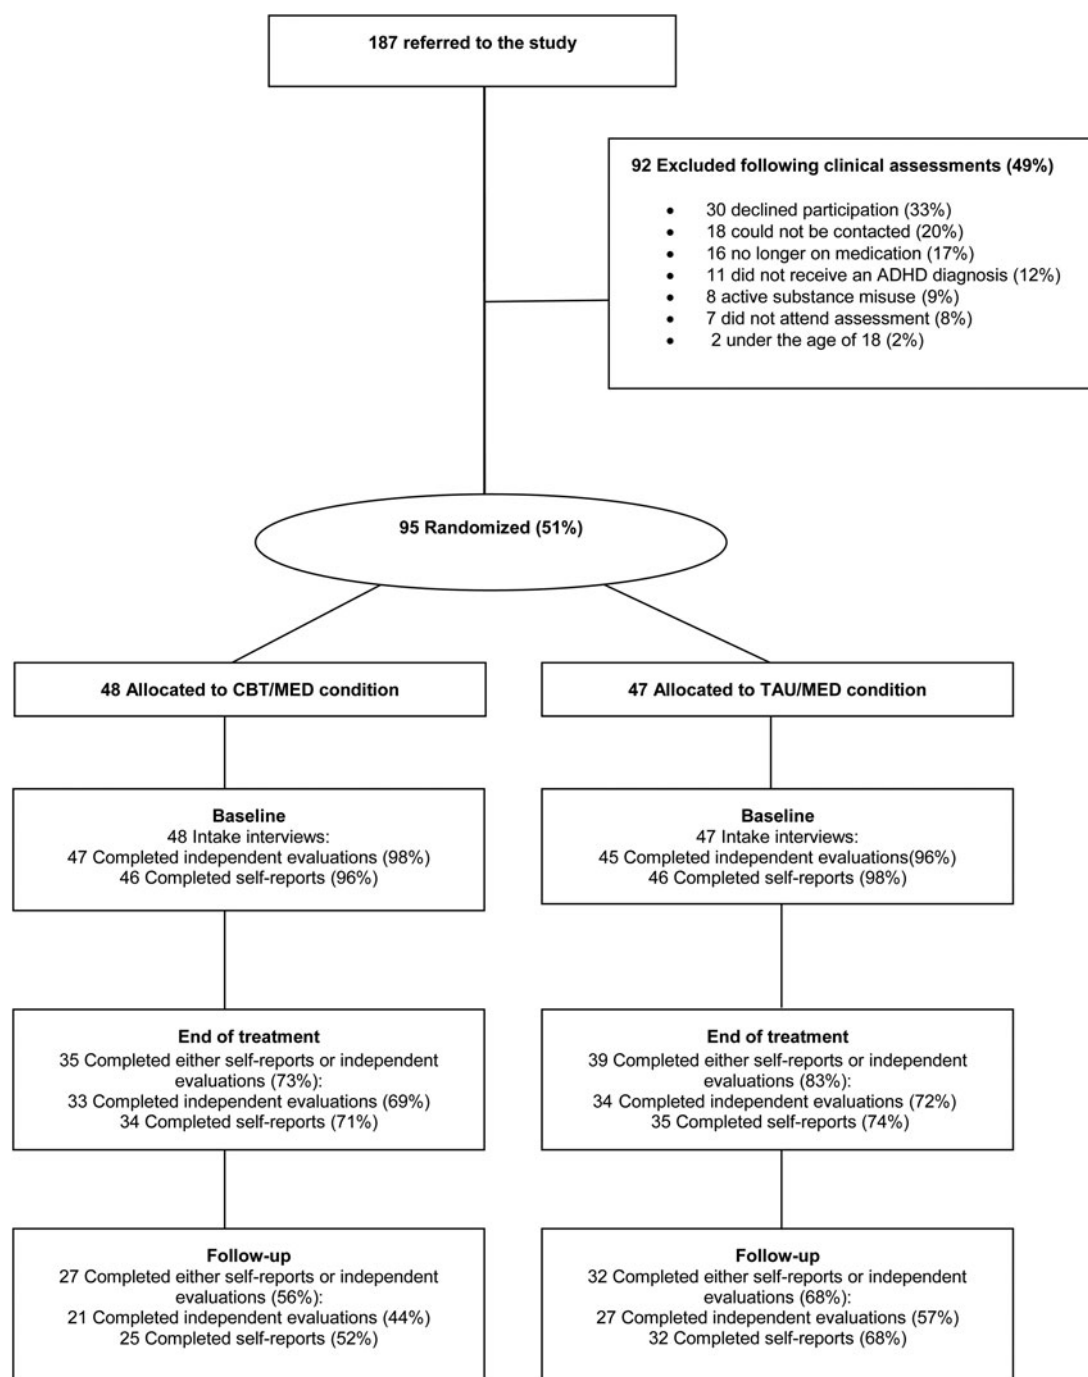 187 referred to the study
92 Excluded following clinical assessments (49%)
• 30 declined participation (33%)
• 18 could not be contacted (20%)
• 16 no longer on medication (17%)
• 11 did not receive an ADHD diagnosis (12%)
• 8 active substance misuse (9%)
• 7 did not attend assessment (8%)
• 2 under the age of 18 (2%)
95 Randomized (51%)
48 Allocated to CBT/MED condition
47 Allocated to TAU/MED condition
Baseline
48 Intake interviews:
47 Completed independent evaluations (98%)
46 Completed self-reports (96%)
Baseline
47 Intake interviews:
45 Completed independent evaluations(96%)
46 Completed self-reports (98%)
End of treatment
35 Completed either self-reports or independent
evaluations (73%):
33 Completed independent evaluations (69%)
34 Completed self-reports (71%)
End of treatment
39 Completed either self-reports or independent
evaluations (83%):
34 Completed independent evaluations (72%)
35 Completed self-reports (74%)
Follow-up
27 Completed either self-reports or independent
evaluations (56%):
21 Completed independent evaluations (44%)
25 Completed self-reports (52%)
Follow-up
32 Completed either self-reports or independent
evaluations (68%):
27 Completed independent evaluations (57%)
32 Completed self-reports (68%)